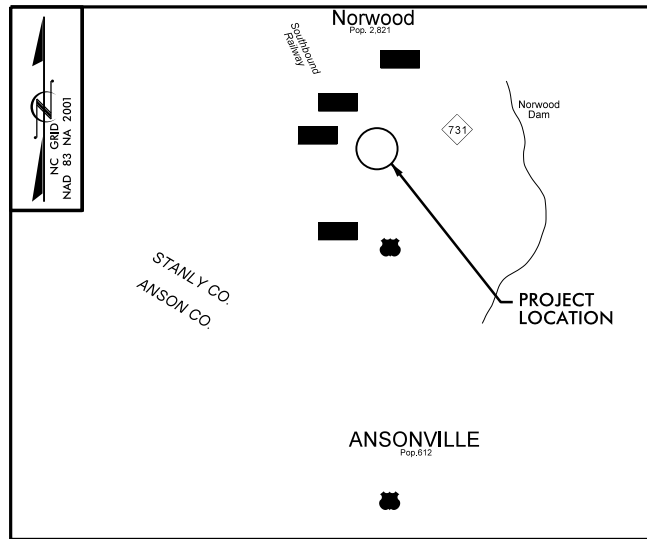 Norwood
Pop. 2,821
Southbound
Railway
NC GRID
NAD 83 NA 2001
731
Norwood
Dam
STANLY CO.
ANSON CO.
PROJECT
LOCATION
ANSONVILLE
Pop.612